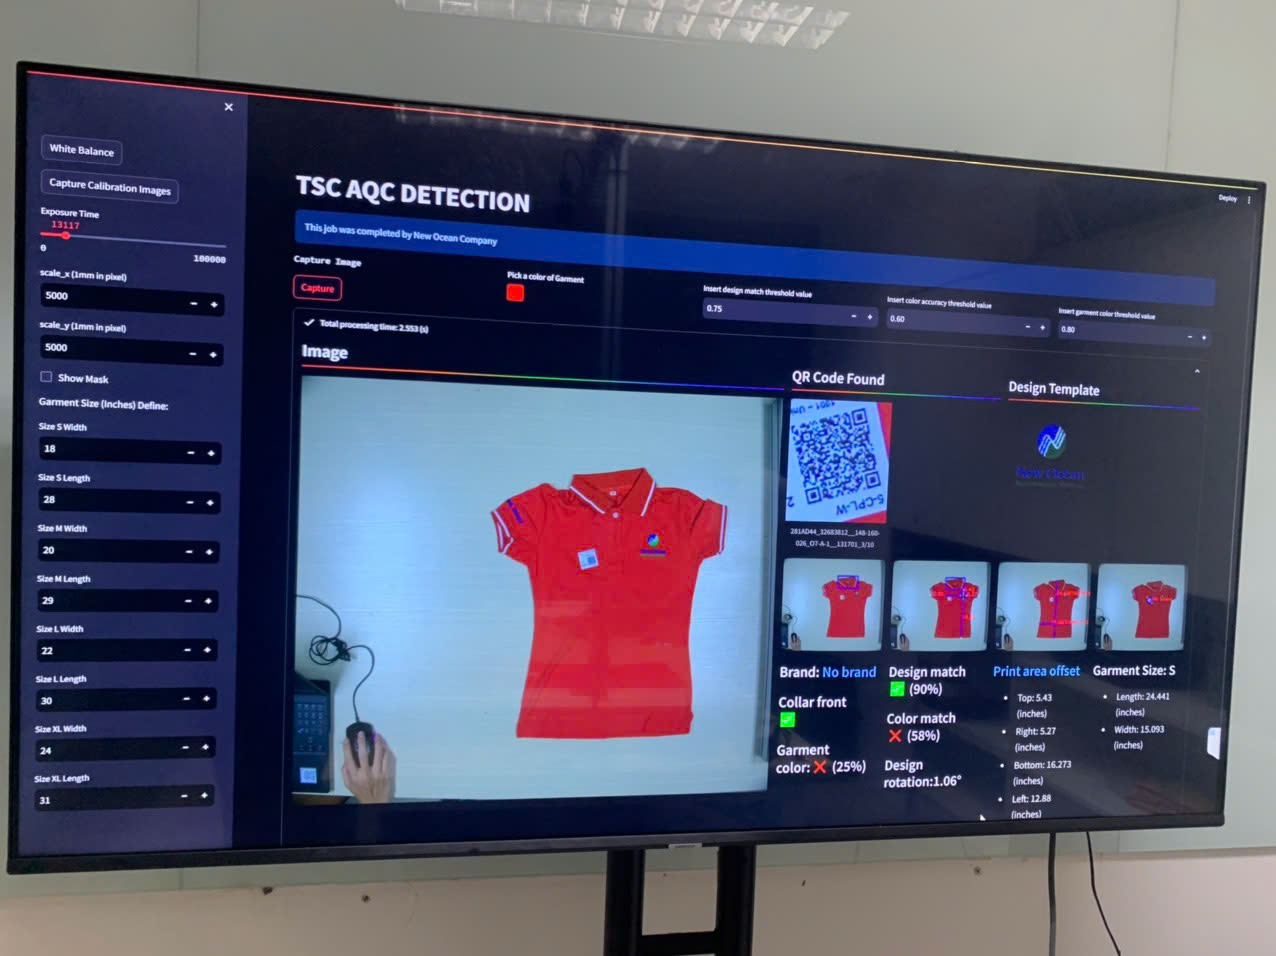 White Balance
Capture Calibration Images
Exposure Time
13117
0
100000
scale_x (1mm in pixel)
5000
scale_y (1mm in pixel)
5000
Show Mask
Garment Size (Inches) Define:
Size S Width
18
Size S Length
28
Size M Width
20
Size M Length
29
Size L Width
22
Size L Length
30
Size XL Width
24
Size XL Length
31
Deploy
TSC AQC DETECTION
This job was completed by New Ocean Company
Capture Image
Capture
Pick a color of Garment
Insert design match threshold value
0.75
Insert color accuracy threshold value
0.60
Insert garment color threshold value
0.80
Total processing time: 2.553 (s)
Image
QR Code Found
S-CPL-W
281AD44_32683812__148-160-
026_O7-A-1__131701_3/10
Design Template
New Ocean
Brand: No brand
Collar front
Garment
color: ❌ (25%)
Design match
✅ (90%)
Color match
❌ (58%)
Design
rotation:1.06°
Print area offset
Top: 5.43
(inches)
Right: 5.27
(inches)
Bottom: 16.273
(inches)
Left: 12.88
(inches)
Garment Size: S
Length: 24.441
(inches)
Width: 15.093
(inches)